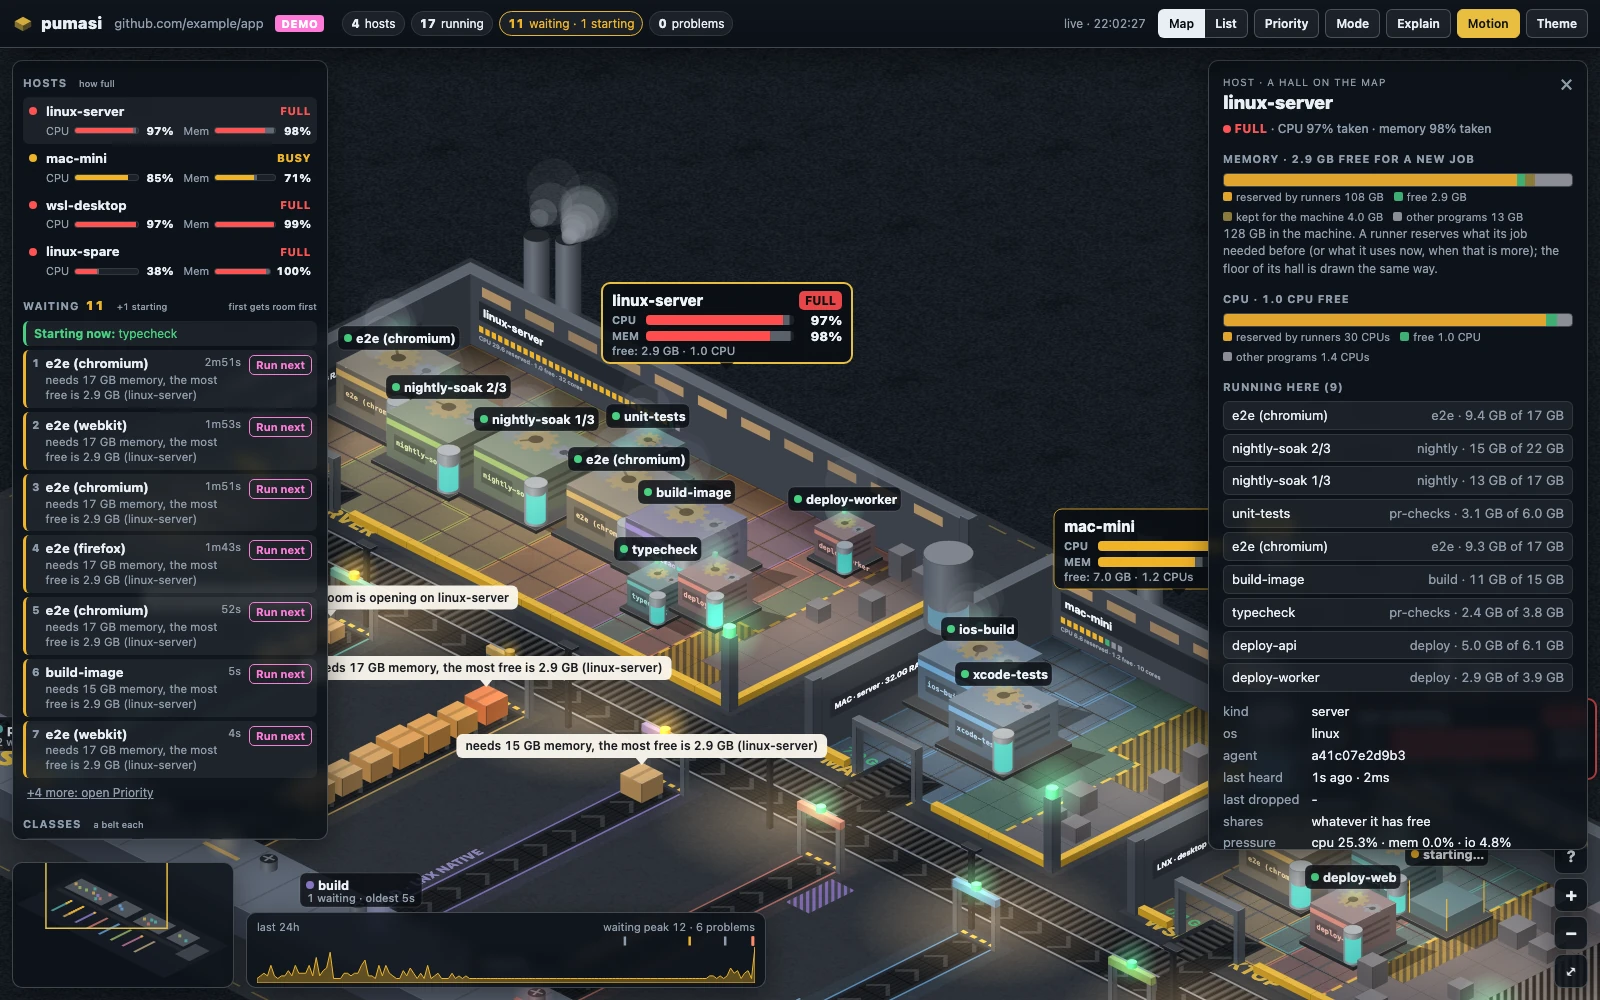 pumasi github.com/example/app DEMO 4 hosts 17 running 11 waiting · 1 starting 0 problems
live · 22:02:27 Map List Priority Mode Explain Motion Theme
HOSTS how full
linux-server FULL
CPU 97% Mem 98%
mac-mini BUSY
CPU 85% Mem 71%
wsl-desktop FULL
CPU 97% Mem 99%
linux-spare FULL
CPU 38% Mem 100%
WAITING 11 +1 starting first gets room first
Starting now: typecheck
1 e2e (chromium) 2m51s Run next
needs 17 GB memory, the most
free is 2.9 GB (linux-server)
2 e2e (webkit) 1m53s Run next
needs 17 GB memory, the most
free is 2.9 GB (linux-server)
3 e2e (chromium) 1m51s Run next
needs 17 GB memory, the most
free is 2.9 GB (linux-server)
4 e2e (firefox) 1m43s Run next
needs 17 GB memory, the most
free is 2.9 GB (linux-server)
5 e2e (chromium) 52s Run next
needs 17 GB memory, the most
free is 2.9 GB (linux-server)
6 build-image 5s Run next
needs 15 GB memory, the most
free is 2.9 GB (linux-server)
7 e2e (webkit) 4s Run next
needs 17 GB memory, the most
free is 2.9 GB (linux-server)
+4 more: open Priority
CLASSES a belt each
linux-server FULL
CPU 97%
MEM 98%
free: 2.9 GB · 1.0 CPU
linux-server
e2e (chromium)
nightly-soak 2/3
nightly-soak 1/3
unit-tests
e2e (chromium)
build-image
deploy-worker
typecheck
oom is opening on linux-server
eds 17 GB memory, the most free is 2.9 GB (linux-server)
needs 15 GB memory, the most free is 2.9 GB (linux-server)
mac-mini
CPU
MEM
free: 7.0 GB · 1.2 CPUs
mac-mini
ios-build
xcode-tests
MAC · server · 32.0G RA
LNX · desktop
starting...
deploy-web
build
1 waiting · oldest 5s
last 24h waiting peak 12 · 6 problems
HOST · A HALL ON THE MAP
linux-server
FULL · CPU 97% taken · memory 98% taken
MEMORY · 2.9 GB FREE FOR A NEW JOB
reserved by runners 108 GB free 2.9 GB
kept for the machine 4.0 GB other programs 13 GB
128 GB in the machine. A runner reserves what its job
needed before (or what it uses now, when that is more); the
floor of its hall is drawn the same way.
CPU · 1.0 CPU FREE
reserved by runners 30 CPUs free 1.0 CPU
other programs 1.4 CPUs
RUNNING HERE (9)
e2e (chromium) e2e · 9.4 GB of 17 GB
nightly-soak 2/3 nightly · 15 GB of 22 GB
nightly-soak 1/3 nightly · 13 GB of 17 GB
unit-tests pr-checks · 3.1 GB of 6.0 GB
e2e (chromium) e2e · 9.3 GB of 17 GB
build-image build · 11 GB of 15 GB
typecheck pr-checks · 2.4 GB of 3.8 GB
deploy-api deploy · 5.0 GB of 6.1 GB
deploy-worker deploy · 2.9 GB of 3.9 GB
kind server
os linux
agent a41c07e2d9b3
last heard 1s ago · 2ms
last dropped -
shares whatever it has free
pressure cpu 25.3% · mem 0.0% · io 4.8%